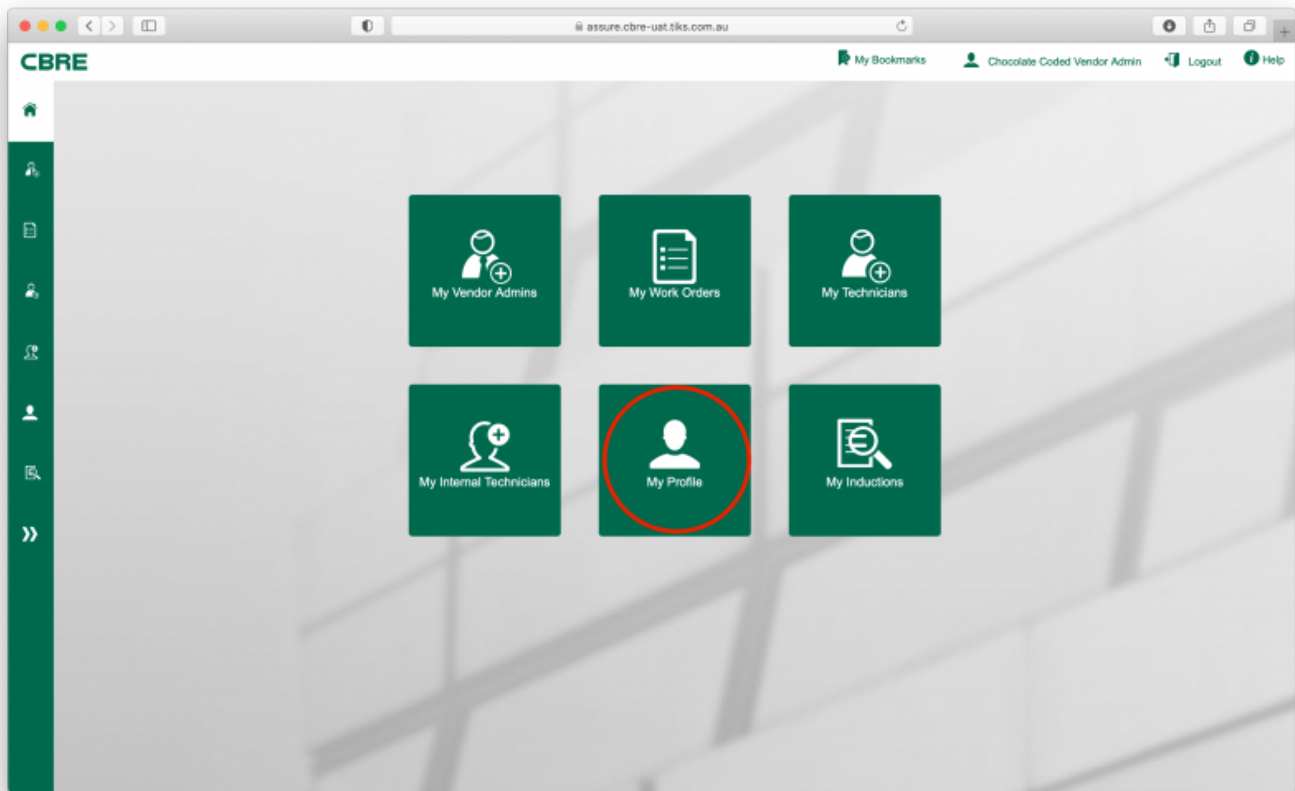 assure.cbre-uat.tiks.com.au
CBRE
My Bookmarks
Chocolate Coded Vendor Admin
Logout
Help
My Vendor Admins
My Work Orders
My Technicians
My Internal Technicians
My Profile
My Inductions